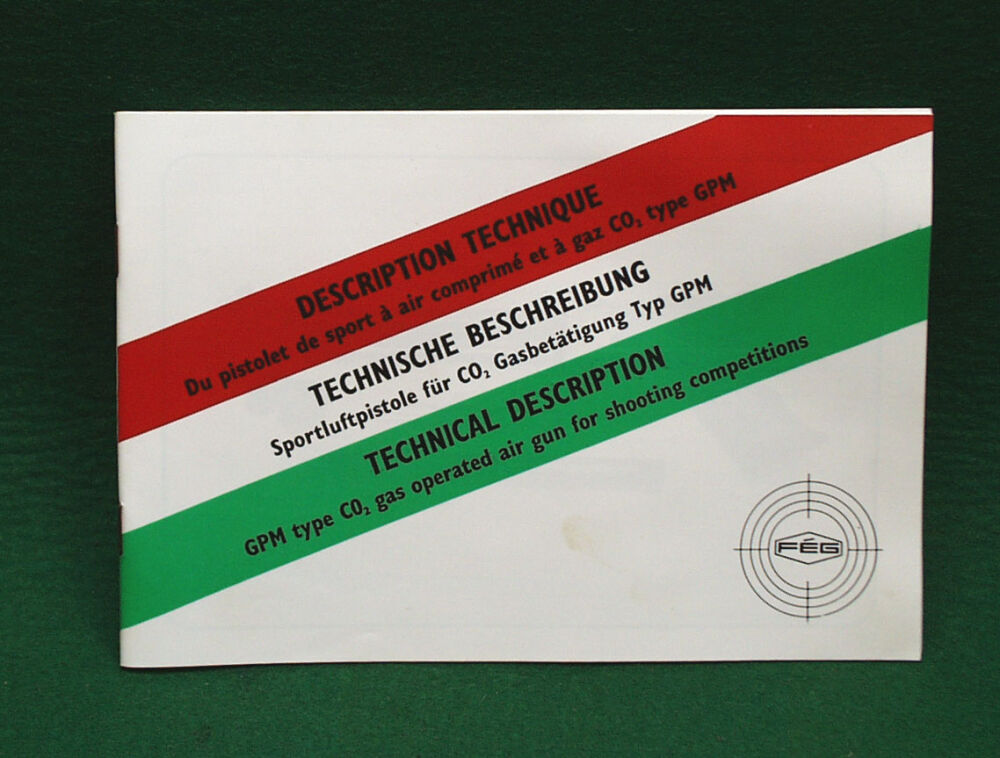 DESCRIPTION TECHNIQUE
Du pistolet de sport à air comprimé et à gaz CO₂ type GPM
TECHNISCHE BESCHREIBUNG
Sportluftpistole für CO₂ Gasbetätigung Typ GPM
TECHNICAL DESCRIPTION
GPM type CO₂ gas operated air gun for shooting competitions
FÉG